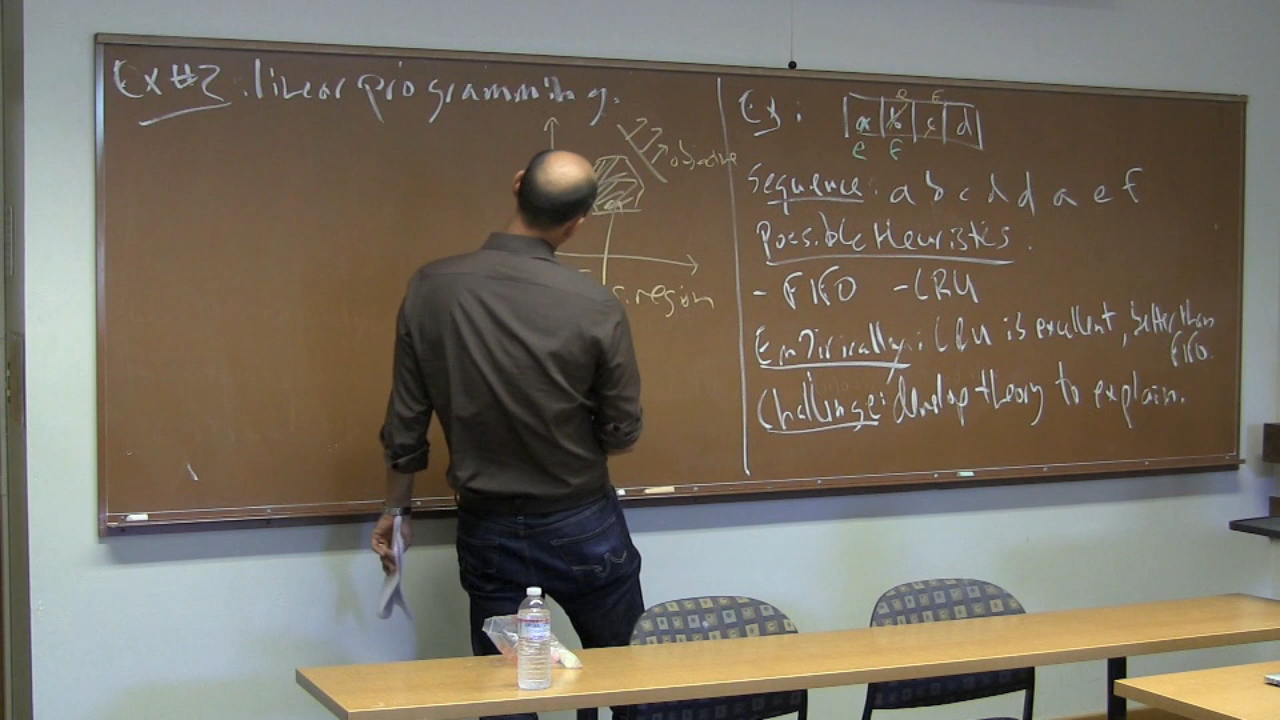 Ex #2. linear programming.
objective
region
Ex: a b c d
e f
e f
Sequence: a b c d d a e f
Possible Heuristics.
- FIFO - LRU
Empirically: LRU is excellent, better than
FIFO.
Challenge: develop theory to explain.